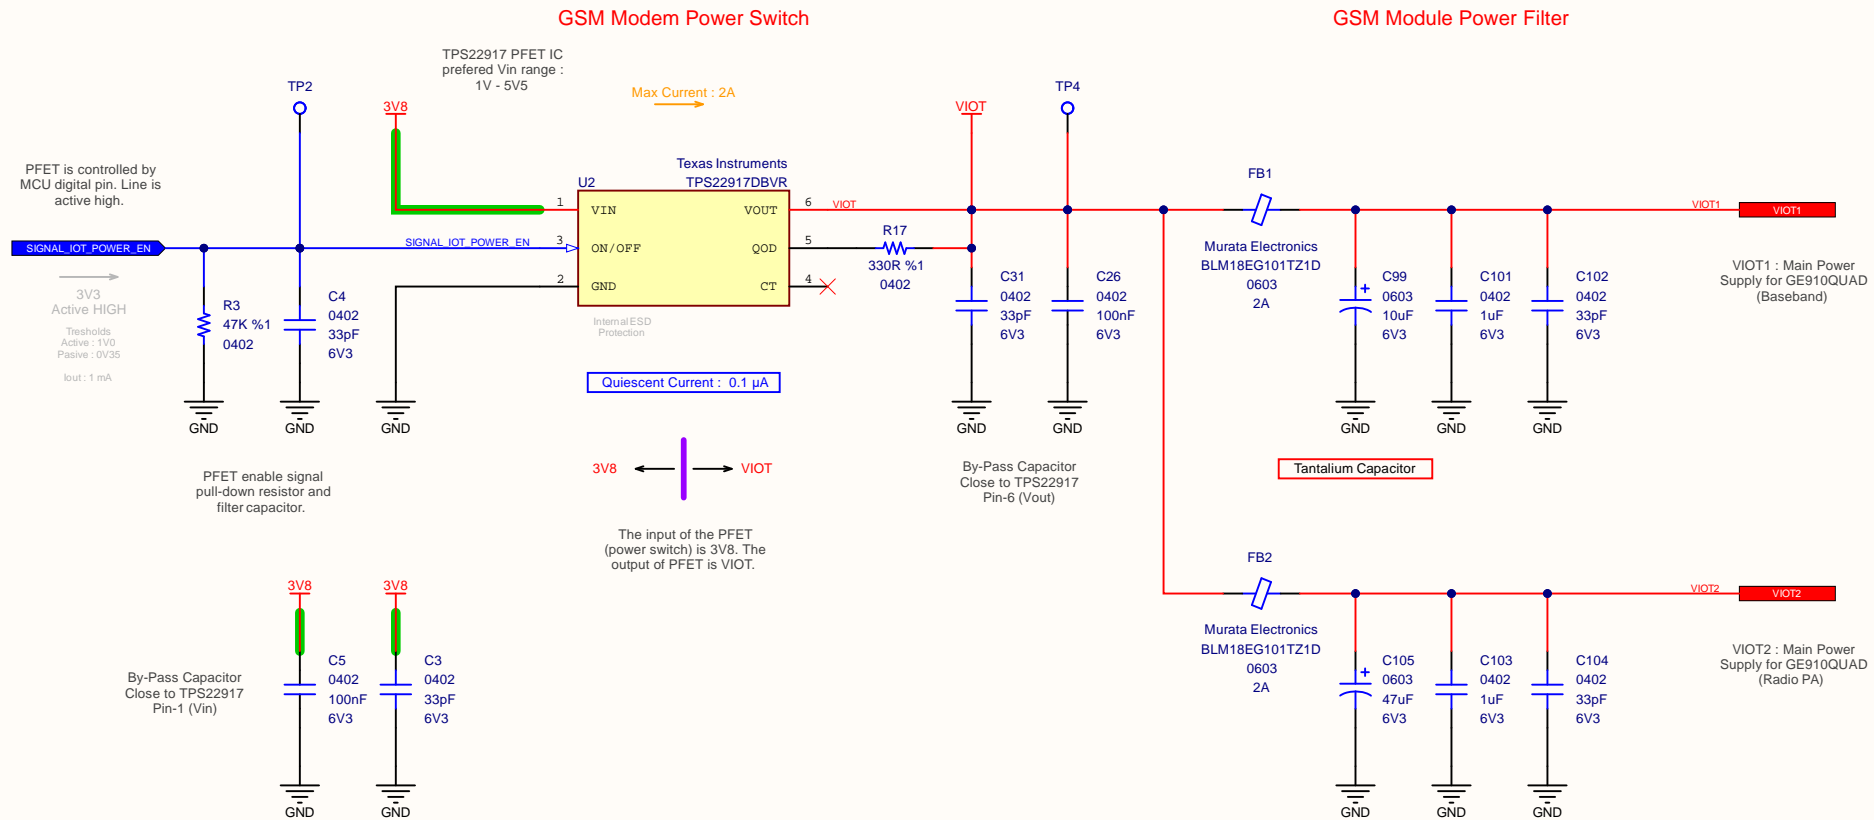 GSM Modem Power Switch
GSM Module Power Filter
TPS22917 PFET IC
prefered Vin range :
1V - 5V5
Max Current : 2A
TP2
3V8
VIOT
TP4
PFET is controlled by
MCU digital pin. Line is
active high.
Texas Instruments
TPS22917DBVR
U2
1
VIN
VOUT
6
VIOT
SIGNAL_IOT_POWER_EN
SIGNAL_IOT_POWER_EN
3
ON/OFF
QOD
5
2
GND
CT
4
R17
330R %1
0402
3V3
Active HIGH
Tresholds
Active : 1V0
Pasive : 0V35
Iout : 1 mA
R3
47K %1
0402
C4
0402
33pF
6V3
Internal ESD
Protection
Quiescent Current : 0.1 µA
C31
0402
33pF
6V3
C26
0402
100nF
6V3
FB1
Murata Electronics
BLM18EG101TZ1D
0603
2A
C99
0603
10uF
6V3
C101
0402
1uF
6V3
C102
0402
33pF
6V3
VIOT1
VIOT1
VIOT1 : Main Power
Supply for GE910QUAD
(Baseband)
GND
GND
GND
GND
GND
GND
GND
GND
PFET enable signal
pull-down resistor and
filter capacitor.
3V8
VIOT
The input of the PFET
(power switch) is 3V8. The
output of PFET is VIOT.
By-Pass Capacitor
Close to TPS22917
Pin-6 (Vout)
Tantalium Capacitor
3V8
3V8
By-Pass Capacitor
Close to TPS22917
Pin-1 (Vin)
C5
0402
100nF
6V3
C3
0402
33pF
6V3
FB2
Murata Electronics
BLM18EG101TZ1D
0603
2A
C105
0603
47uF
6V3
C103
0402
1uF
6V3
C104
0402
33pF
6V3
VIOT2
VIOT2
VIOT2 : Main Power
Supply for GE910QUAD
(Radio PA)
GND
GND
GND
GND
GND